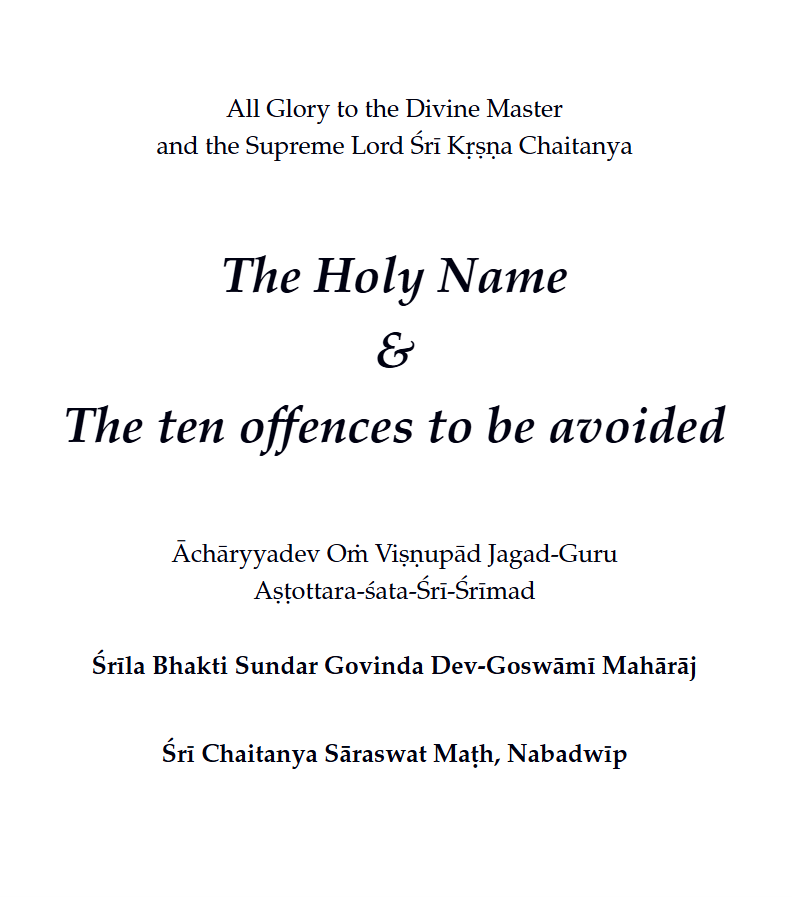 All Glory to the Divine Master
and the Supreme Lord Śrī Kṛṣṇa Chaitanya
The Holy Name
&
The ten offences to be avoided
Āchāryyadev Oṁ Viṣṇupād Jagad-Guru
Aṣṭottara-śata-Śrī-Śrīmad
Śrīla Bhakti Sundar Govinda Dev-Goswāmī Mahārāj
Śrī Chaitanya Sāraswat Maṭh, Nabadwīp